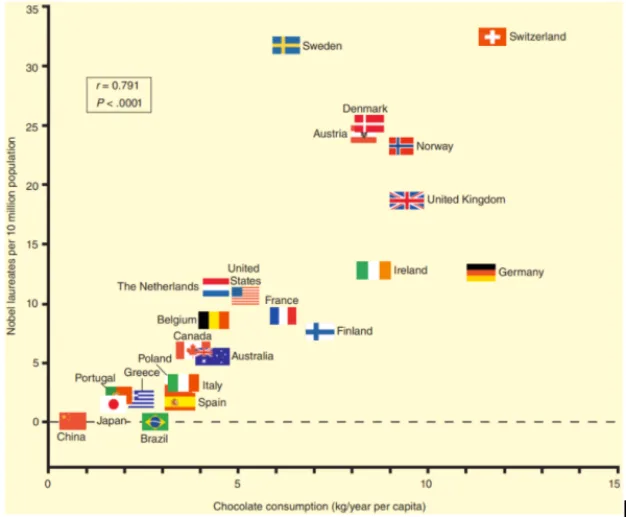 35
30
25
20
15
10
5
0
Nobel laureates per 10 million population
r = 0.791
P < .0001
Sweden
Switzerland
Denmark
Austria
Norway
United Kingdom
Ireland
Germany
United
States
The Netherlands
France
Belgium
Finland
Canada
Australia
Poland
Greece
Portugal
Italy
Spain
Japan
China
Brazil
0
5
10
15
Chocolate consumption (kg/year per capita)